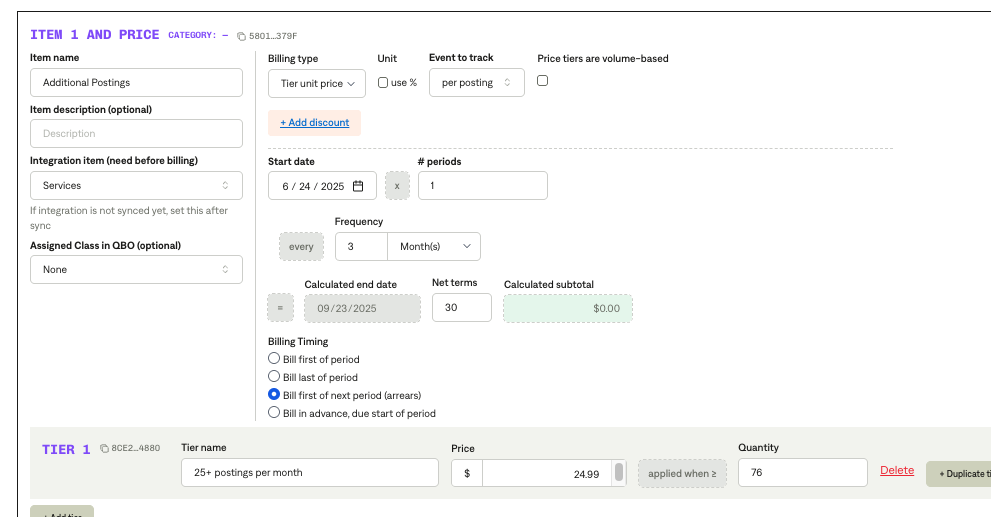 ITEM 1 AND PRICE CATEGORY: – 5801…379F
Item name
Additional Postings
Item description (optional)
Description
Integration item (need before billing)
Services
If integration is not synced yet, set this after
sync
Assigned Class in QBO (optional)
None
Billing type Unit Event to track Price tiers are volume-based
Tier unit price use % per posting
+ Add discount
Start date # periods
6 / 24 / 2025 x 1
Frequency
every 3 Month(s)
Calculated end date Net terms Calculated subtotal
= 09/23/2025 30 $0.00
Billing Timing
Bill first of period
Bill last of period
Bill first of next period (arrears)
Bill in advance, due start of period
TIER 1 8CE2…4880 Tier name Price Quantity
25+ postings per month $ 24.99 applied when ≥ 76 Delete + Duplicate ti
+ Add tier